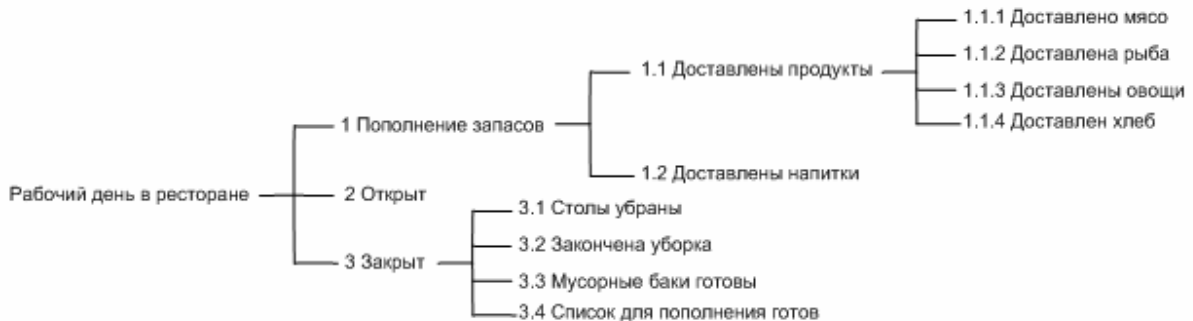 Рабочий день в ресторане
1 Пополнение запасов
1.1 Доставлены продукты
1.1.1 Доставлено мясо
1.1.2 Доставлена рыба
1.1.3 Доставлены овощи
1.1.4 Доставлен хлеб
1.2 Доставлены напитки
2 Открыт
3 Закрыт
3.1 Столы убраны
3.2 Закончена уборка
3.3 Мусорные баки готовы
3.4 Список для пополнения готов